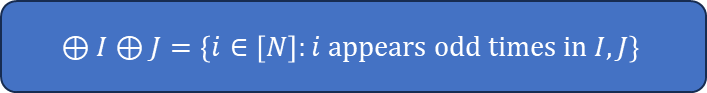 ⊕ I ⊕ J = {i ∈ [N]: i appears odd times in I, J}